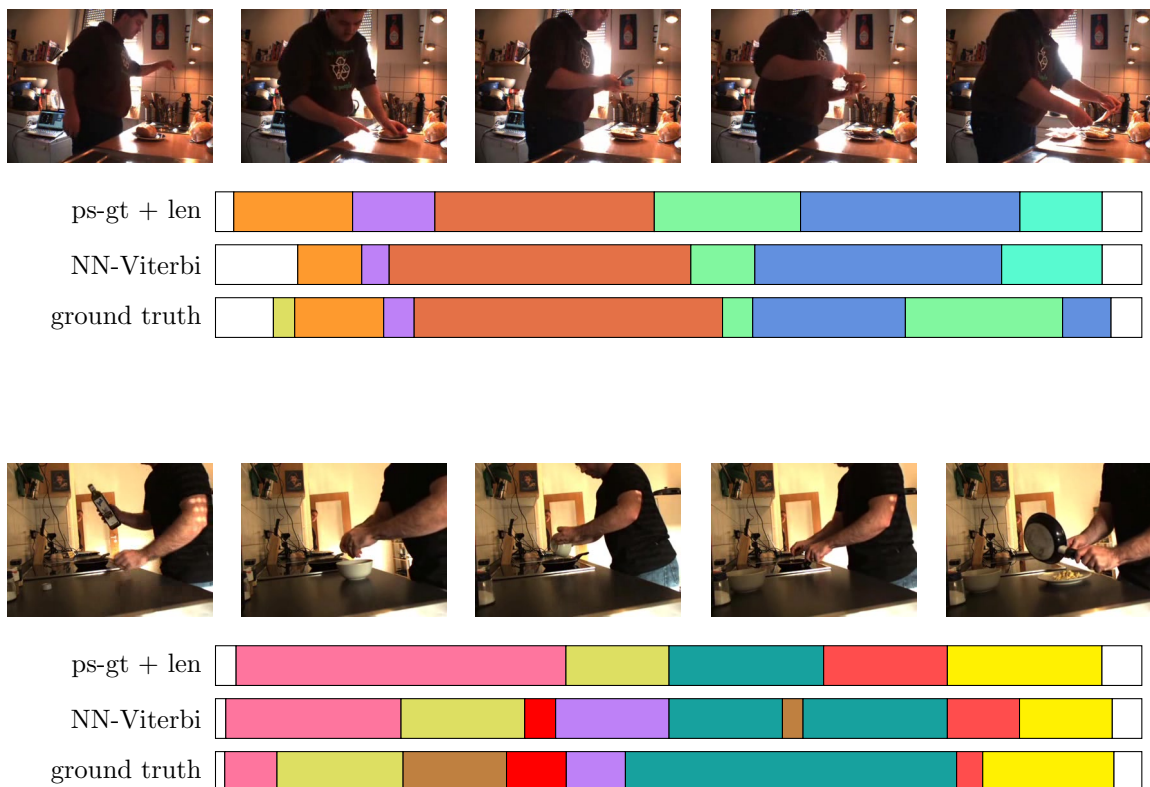 ps-gt + len
NN-Viterbi
ground truth
ps-gt + len
NN-Viterbi
ground truth